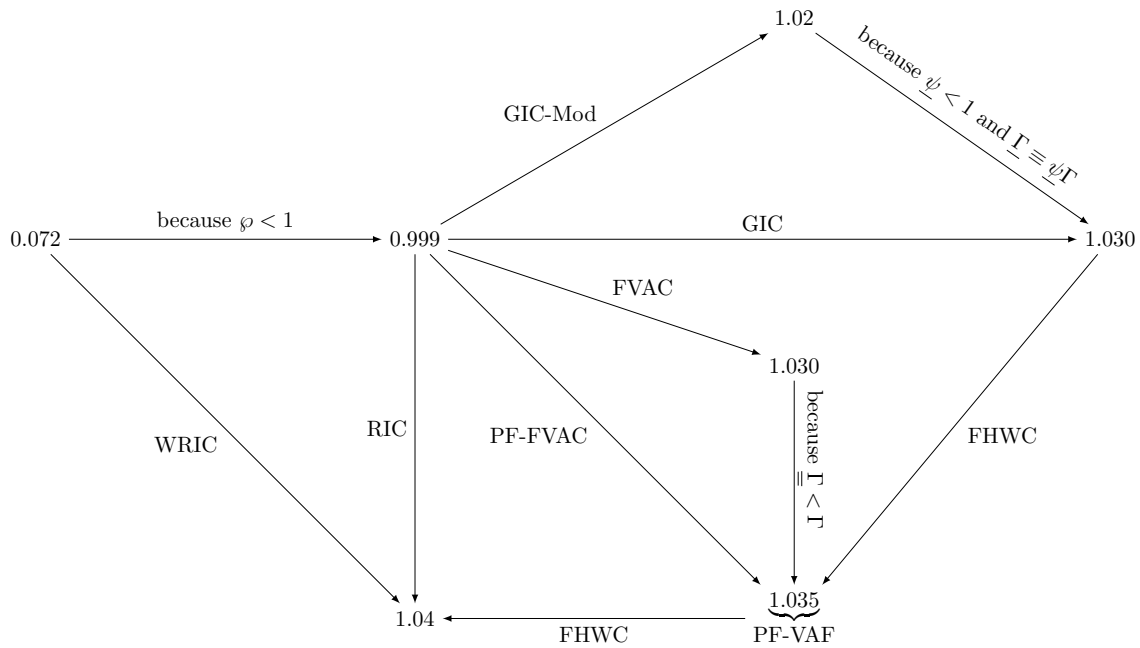 1.02
because ψ̲ < 1 and Γ̲ ≡ ψ̲Γ
GIC-Mod
because ℘ < 1
GIC
0.072
0.999
1.030
FVAC
1.030
WRIC
RIC
PF-FVAC
because Γ̳ < Γ
FHWC
1.035
1.04
FHWC
PF-VAF